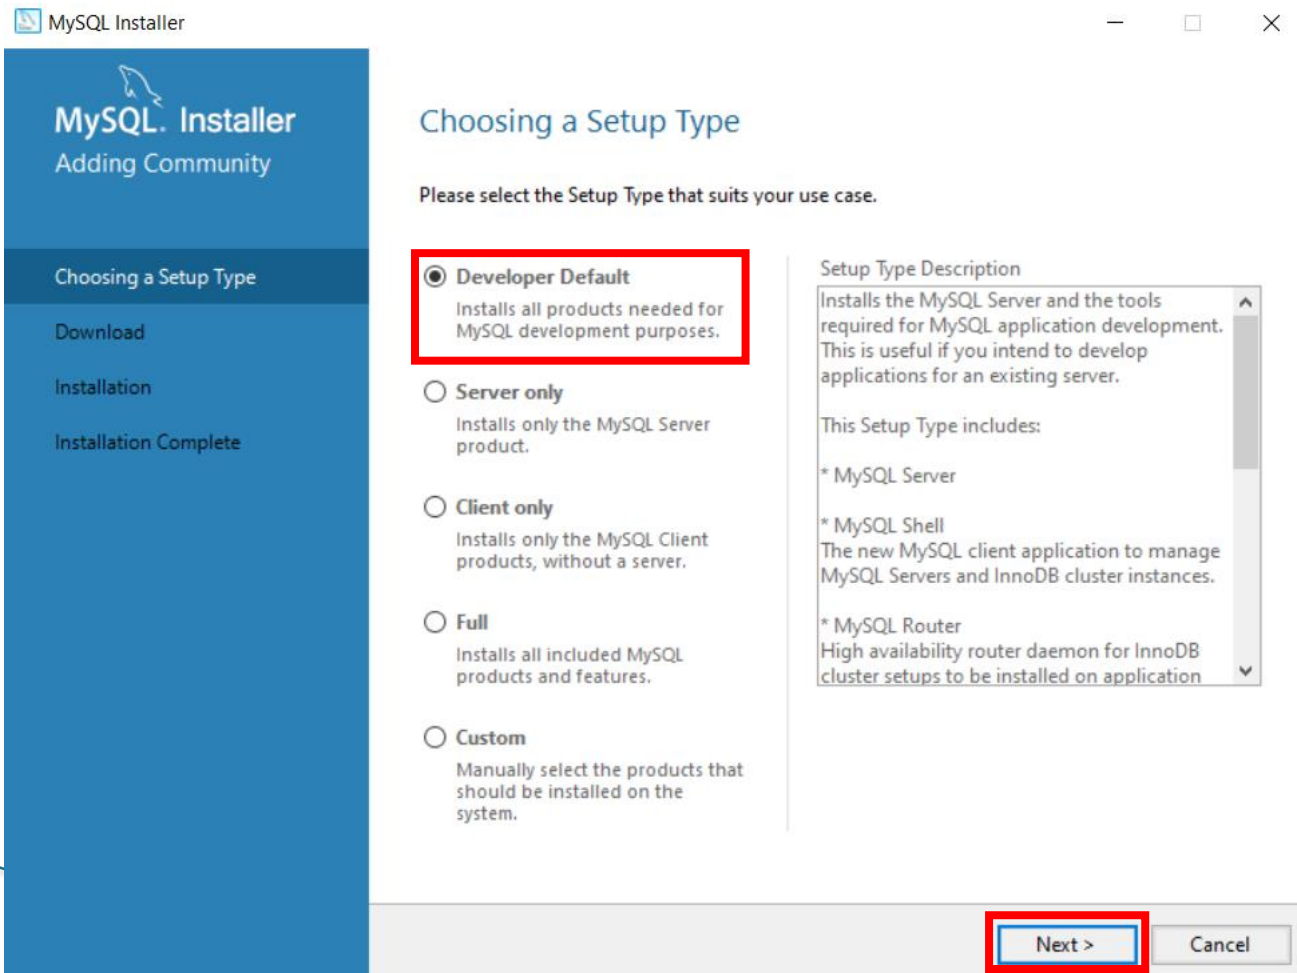 MySQL Installer
MySQL. Installer
Adding Community
Choosing a Setup Type
Download
Installation
Installation Complete
Choosing a Setup Type
Please select the Setup Type that suits your use case.
Developer Default
Installs all products needed for
MySQL development purposes.
Server only
Installs only the MySQL Server
product.
Client only
Installs only the MySQL Client
products, without a server.
Full
Installs all included MySQL
products and features.
Custom
Manually select the products that
should be installed on the
system.
Setup Type Description
Installs the MySQL Server and the tools
required for MySQL application development.
This is useful if you intend to develop
applications for an existing server.
This Setup Type includes:
* MySQL Server
* MySQL Shell
The new MySQL client application to manage
MySQL Servers and InnoDB cluster instances.
* MySQL Router
High availability router daemon for InnoDB
cluster setups to be installed on application
Next >
Cancel